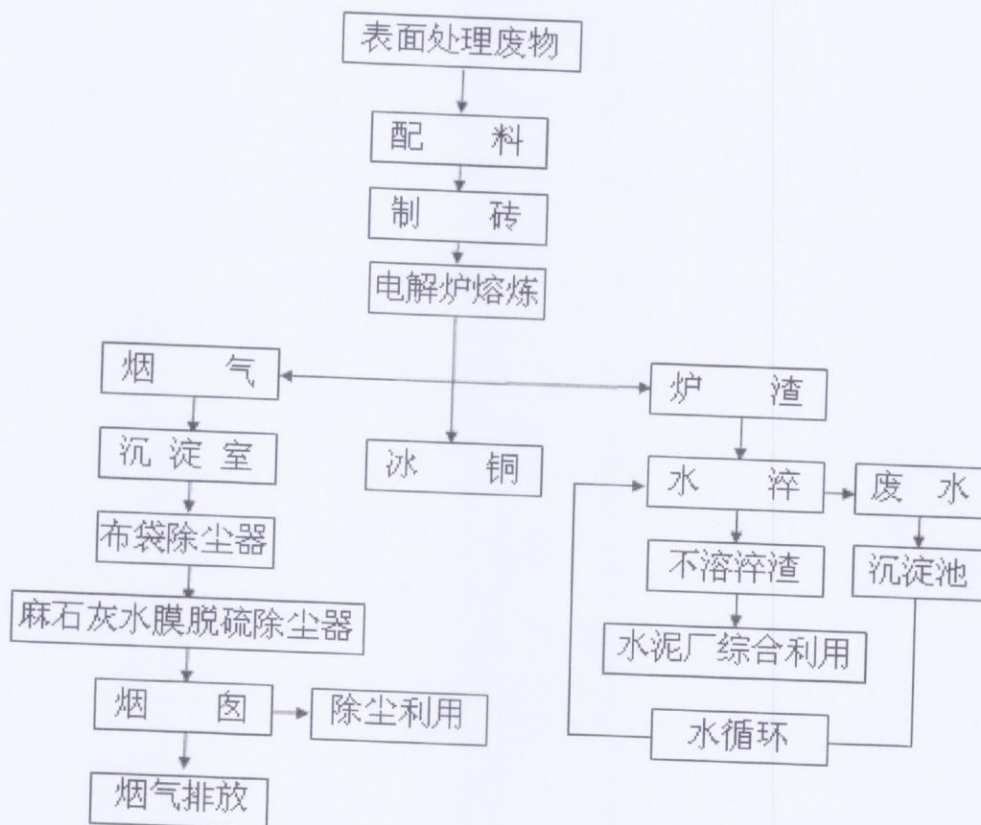 表面处理废物
配 料
制 砖
电解炉熔炼
烟 气
炉 渣
沉 淀 室
冰 铜
水 淬
废 水
布袋除尘器
不溶淬渣
沉淀池
麻石灰水膜脱硫除尘器
水泥厂综合利用
烟 囱
除尘利用
水循环
烟气排放